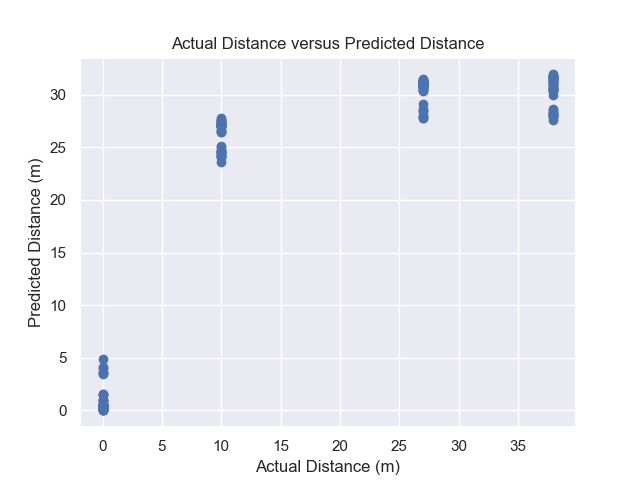 Actual Distance versus Predicted Distance
Predicted Distance (m)
30
25
20
15
10
5
0
0 5 10 15 20 25 30 35
Actual Distance (m)